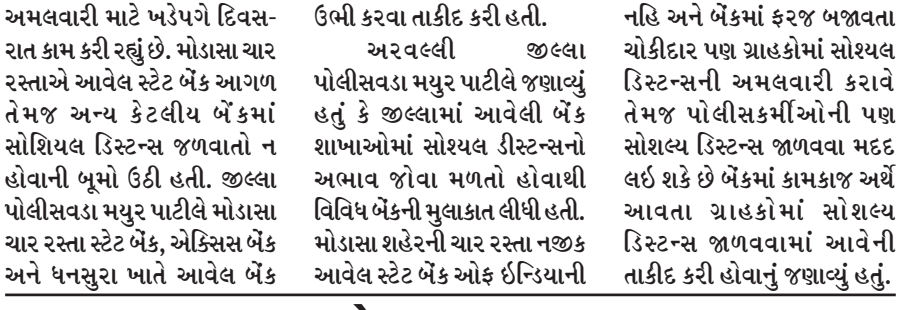 અમલવારી માટે ખડેપગે દિવસ-
રાત કામ કરી રહ્યું છે. મોડાસા ચાર
રસ્તાએ આવેલ સ્ટેટ બેંક આગળ
તેમજ અન્ય કેટલીય બેંકમાં
સોશિયલ ડિસ્ટન્સ જળવાતો ન
હોવાની બૂમો ઉઠી હતી. જીલ્લા
પોલીસવડા મયુર પાટીલે મોડાસા
ચાર રસ્તા સ્ટેટ બેંક, એક્સિસ બેંક
અને ધનસુરા ખાતે આવેલ બેંક
ઉભી કરવા તાકીદ કરી હતી.
અરવલ્લી જીલ્લા
પોલીસવડા મયુર પાટીલે જણાવ્યું
હતું કે જીલ્લામાં આવેલી બેંક
શાખાઓમાં સોશ્યલ ડીસ્ટન્સનો
અભાવ જોવા મળતો હોવાથી
વિવિધ બેંકની મુલાકાત લીધી હતી.
મોડાસા શહેરની ચાર રસ્તા નજીક
આવેલ સ્ટેટ બેંક ઓફ ઇન્ડિયાની
નહિ અને બેંકમાં ફરજ બજાવતા
ચોકીદાર પણ ગ્રાહકોમાં સોશ્યલ
ડિસ્ટન્સની અમલવારી કરાવે
તેમજ પોલીસકર્મીઓની પણ
સોશલ્ય ડિસ્ટન્સ જાળવવા મદદ
લઇ શકે છે બેંકમાં કામકાજ અર્થે
આવતા ગ્રાહકોમાં સોશલ્ય
ડિસ્ટન્સ જાળવવામાં આવેની
તાકીદ કરી હોવાનું જણાવ્યું હતું.